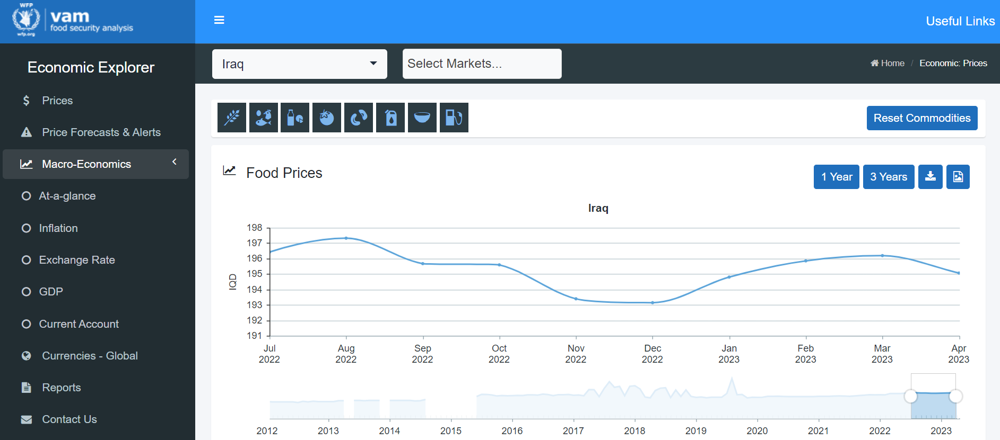 WFP
wfp.org
vam
food security analysis
Useful Links
Iraq
Select Markets...
Home / Economic: Prices
Economic Explorer
Prices
Price Forecasts & Alerts
Macro-Economics
At-a-glance
Inflation
Exchange Rate
GDP
Current Account
Currencies - Global
Reports
Contact Us
Reset Commodities
Food Prices
1 Year
3 Years
Iraq
198
197
196
195
194
193
192
191
IQD
Jul Aug Sep Oct Nov Dec Jan Feb Mar Apr
2022 2022 2022 2022 2022 2022 2023 2023 2023 2023
2012 2013 2014 2015 2016 2017 2018 2019 2020 2021 2022 2023